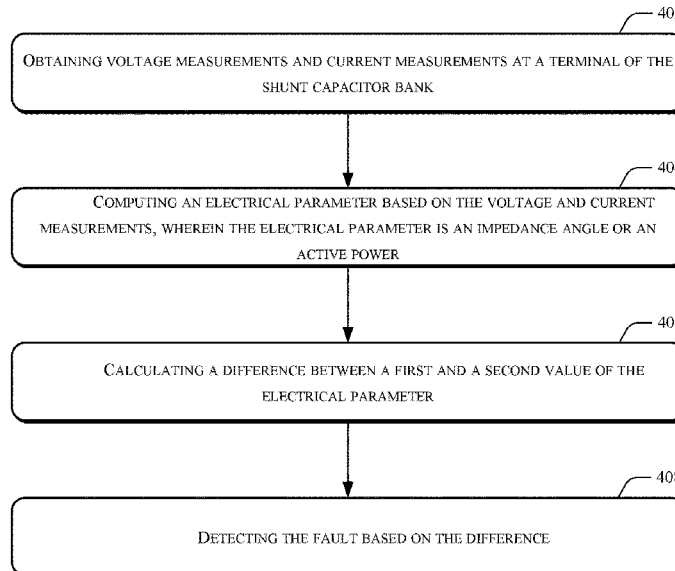 OBTAINING VOLTAGE MEASUREMENTS AND CURRENT MEASUREMENTS AT A TERMINAL OF THE
SHUNT CAPACITOR BANK
COMPUTING AN ELECTRICAL PARAMETER BASED ON THE VOLTAGE AND CURRENT
MEASUREMENTS, WHEREIN THE ELECTRICAL PARAMETER IS AN IMPEDANCE ANGLE OR AN
ACTIVE POWER
CALCULATING A DIFFERENCE BETWEEN A FIRST AND A SECOND VALUE OF THE
ELECTRICAL PARAMETER
DETECTING THE FAULT BASED ON THE DIFFERENCE